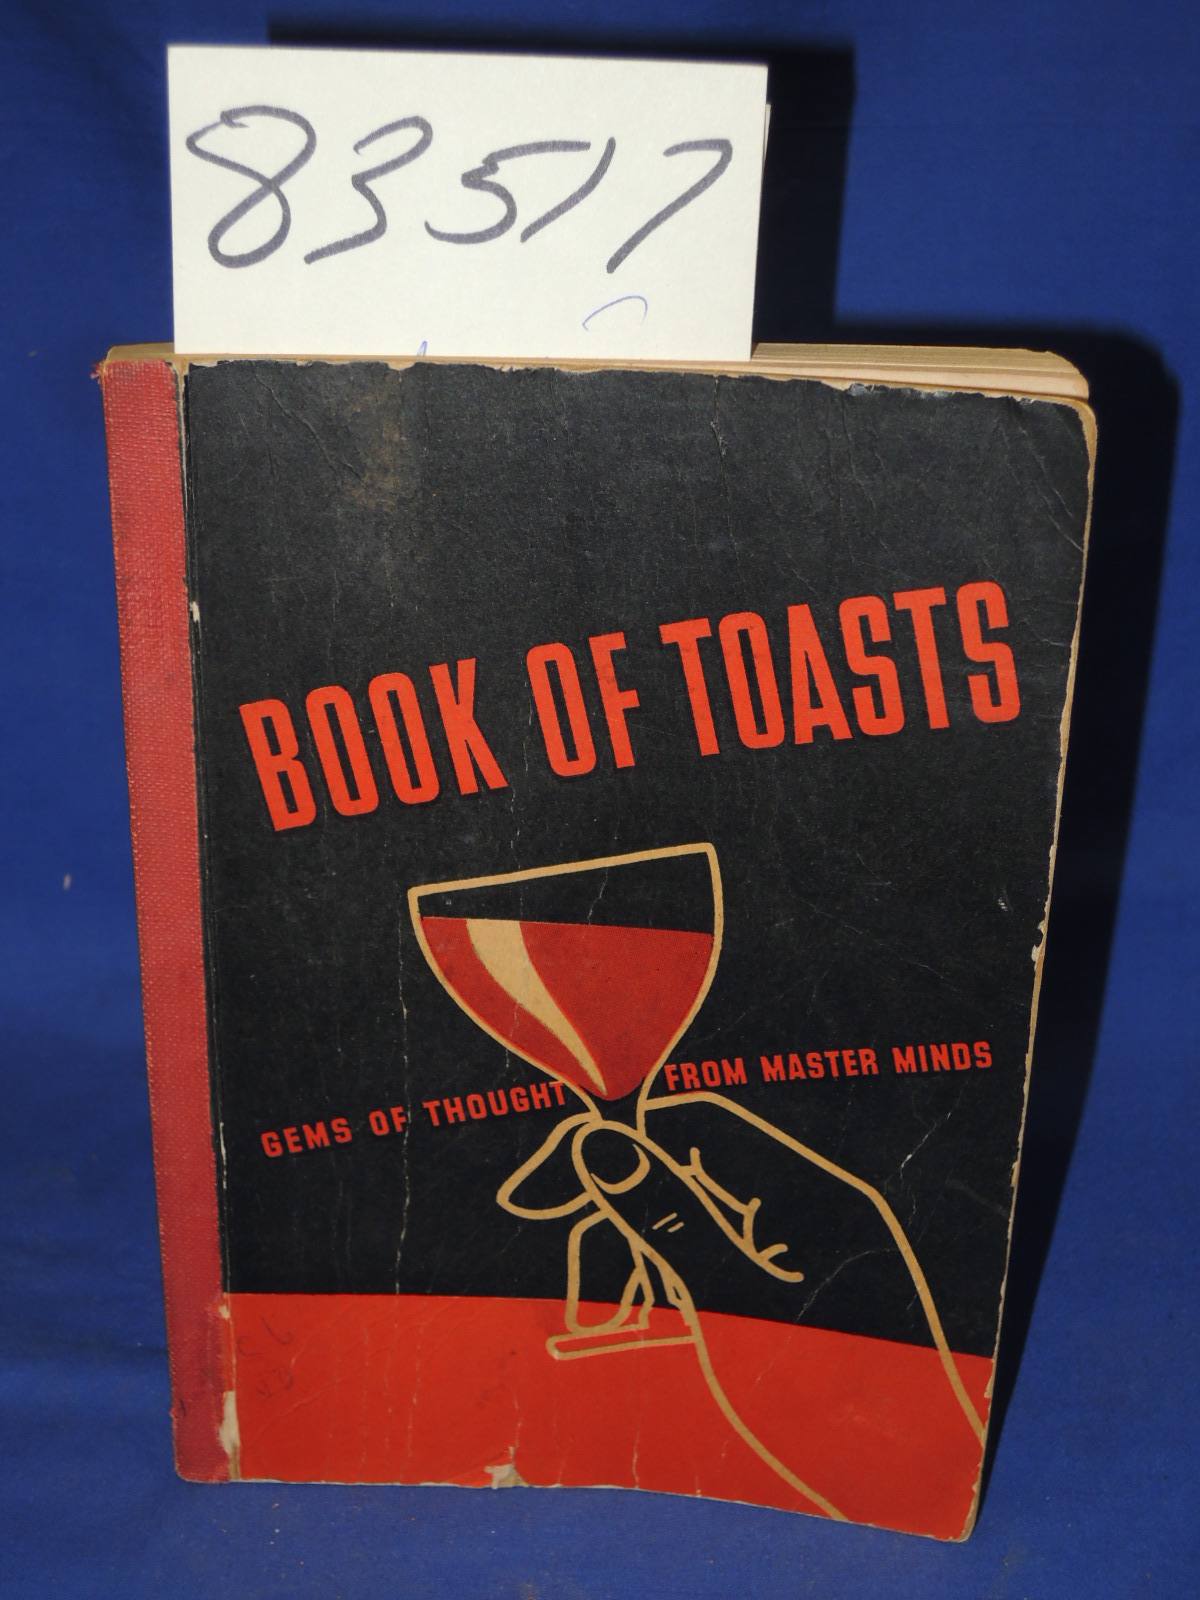 83517
BOOK OF TOASTS
GEMS OF THOUGHT FROM MASTER MINDS